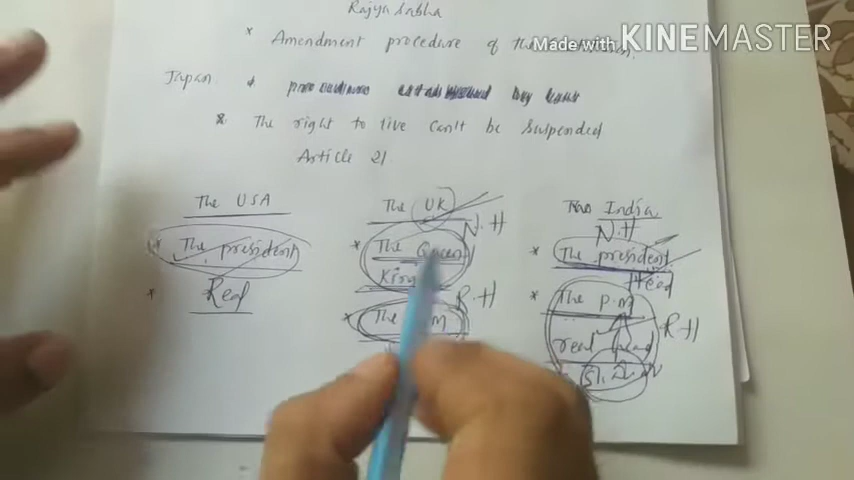 Rajya Sabha
* Amendment procedure of the
Made with KINEMASTER
Japan *
* The right to live can't be suspended
Article 21
The USA
* The president
* Real
The UK
N.H
* The Queen
King
R.H
* The P.M
India
N.H
* The president
Head
* The P.M
real head
R.H